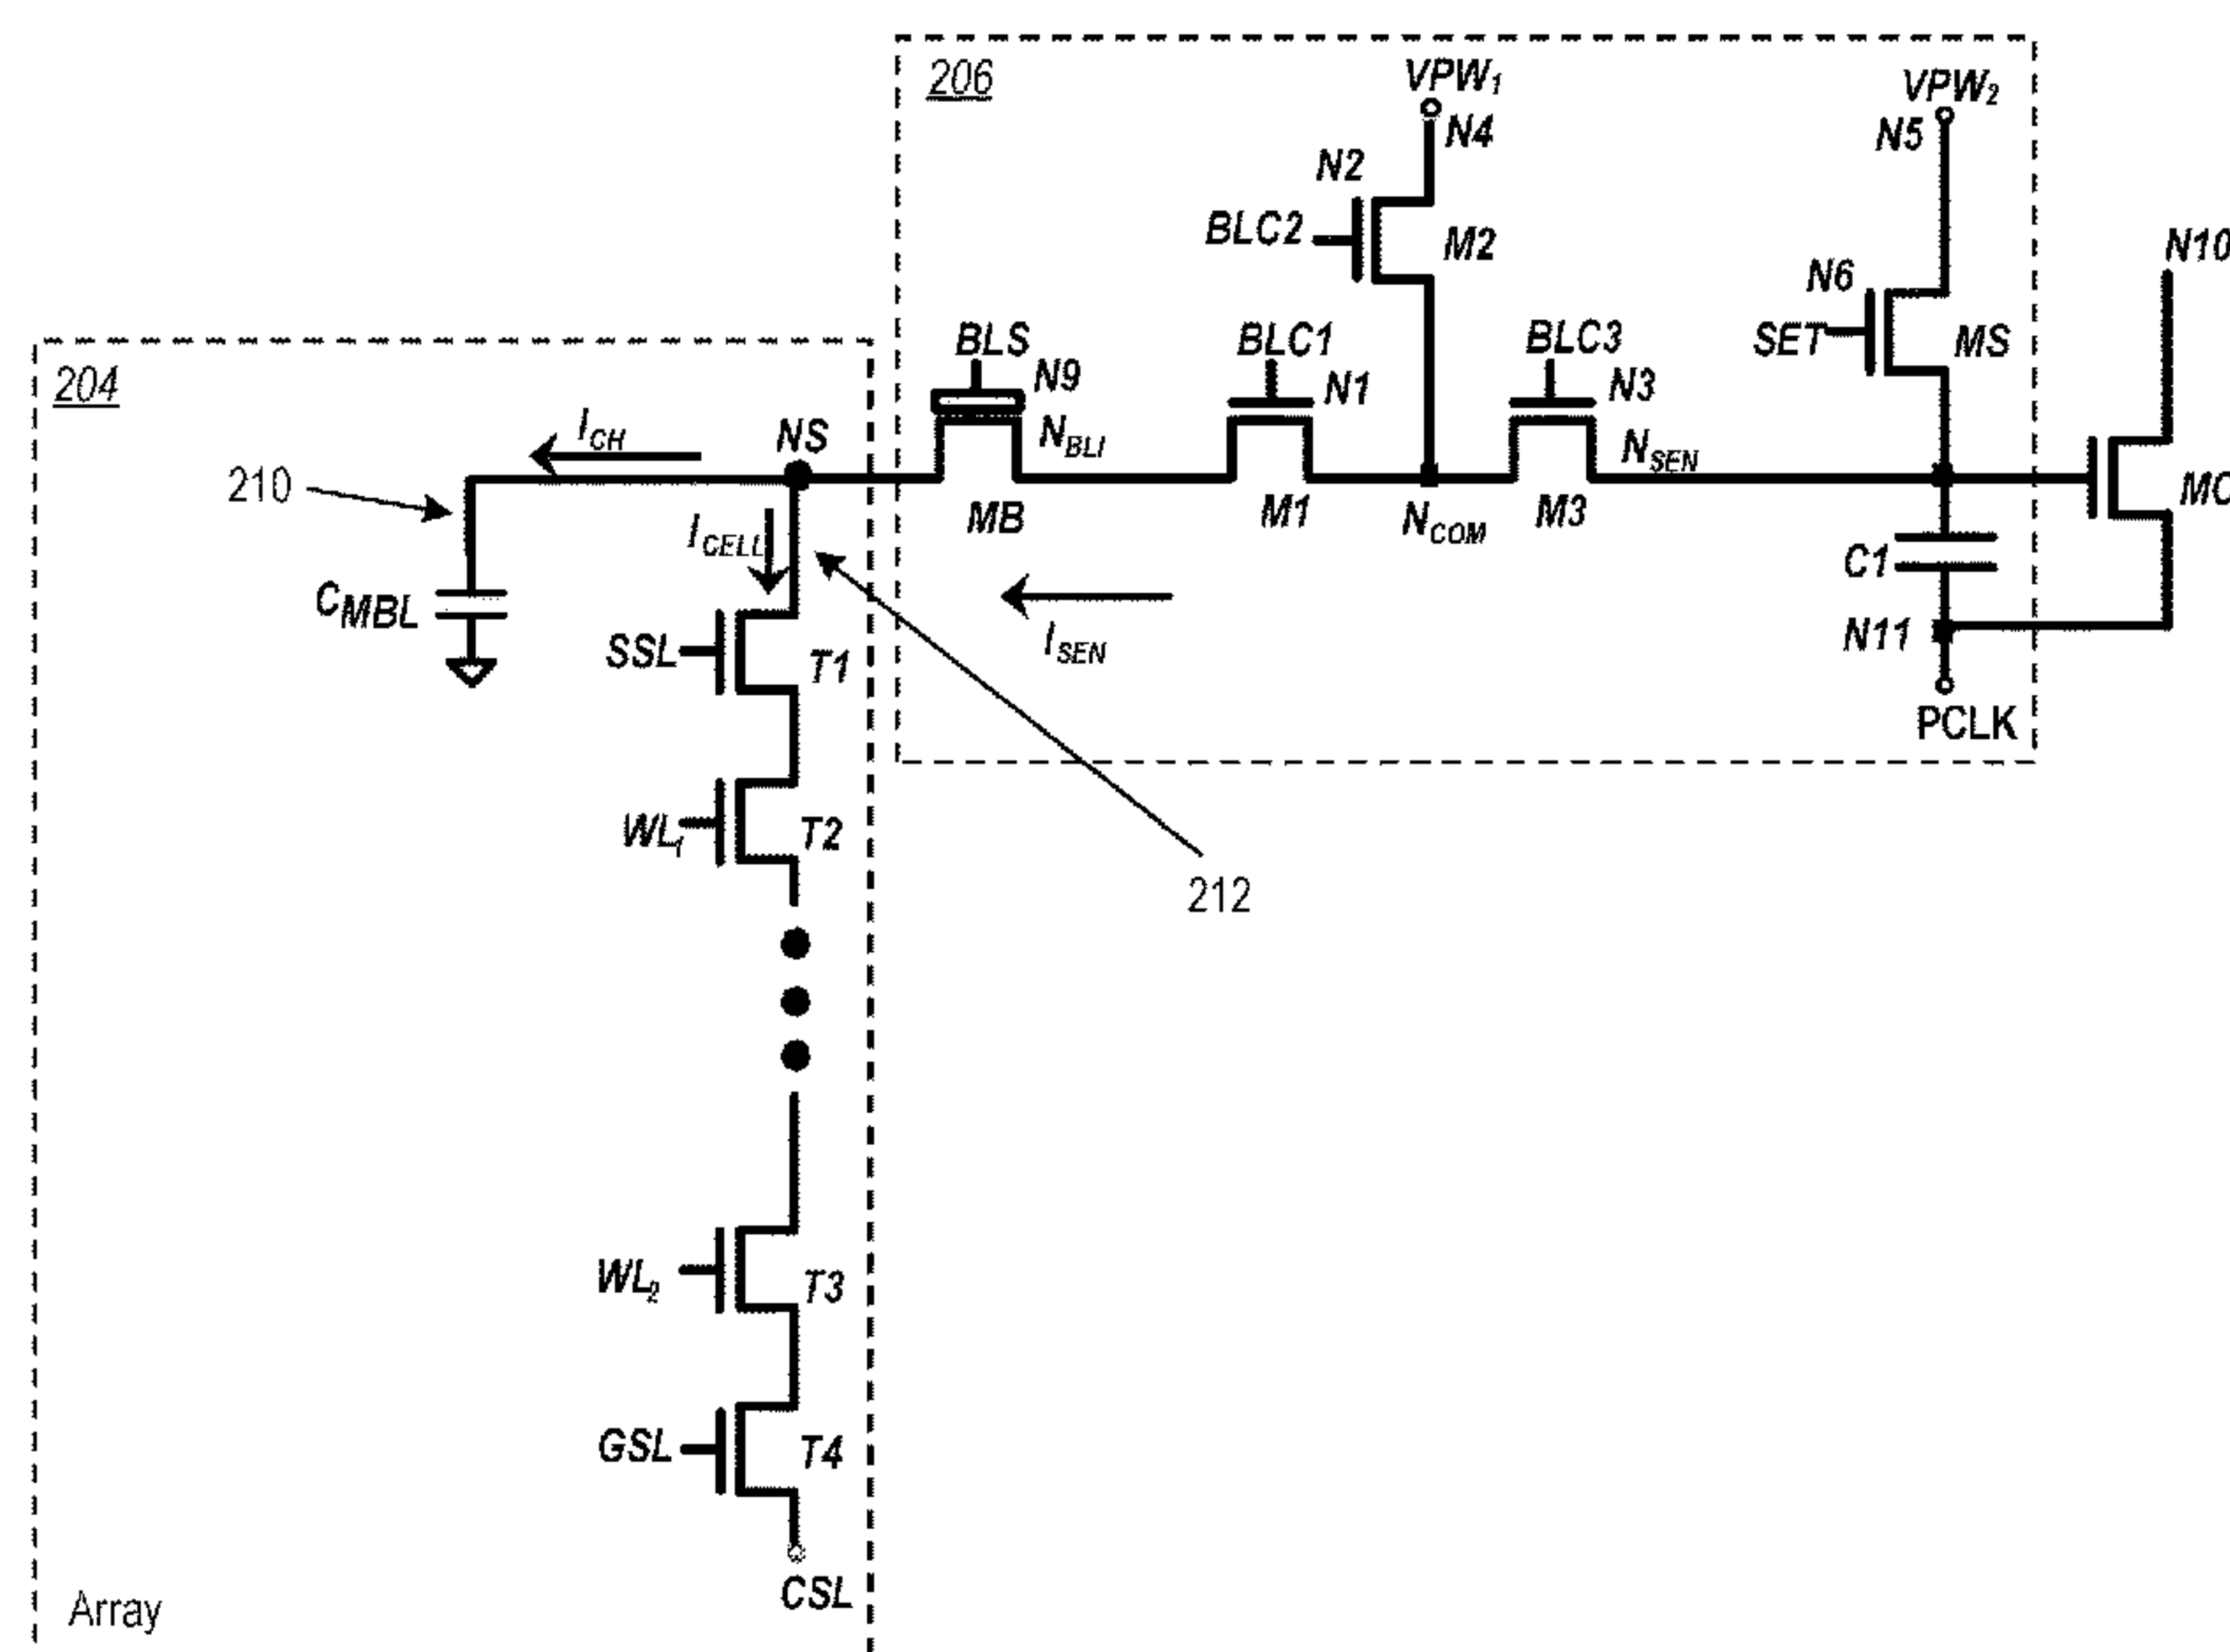 206
VPW1
N4
VPW2
N5
N2
BLC2
M2
N10
N6
SET
MS
204
BLS
N9
BLC1
N1
BLC3
N3
ICH
NS
NBLI
NSEN
210
MB
M1
NCOM
M3
ICELL
C1
CMBL
ISEN
N11
SSL
T1
PCLK
WL1
T2
212
WL2
T3
GSL
T4
CSL
Array